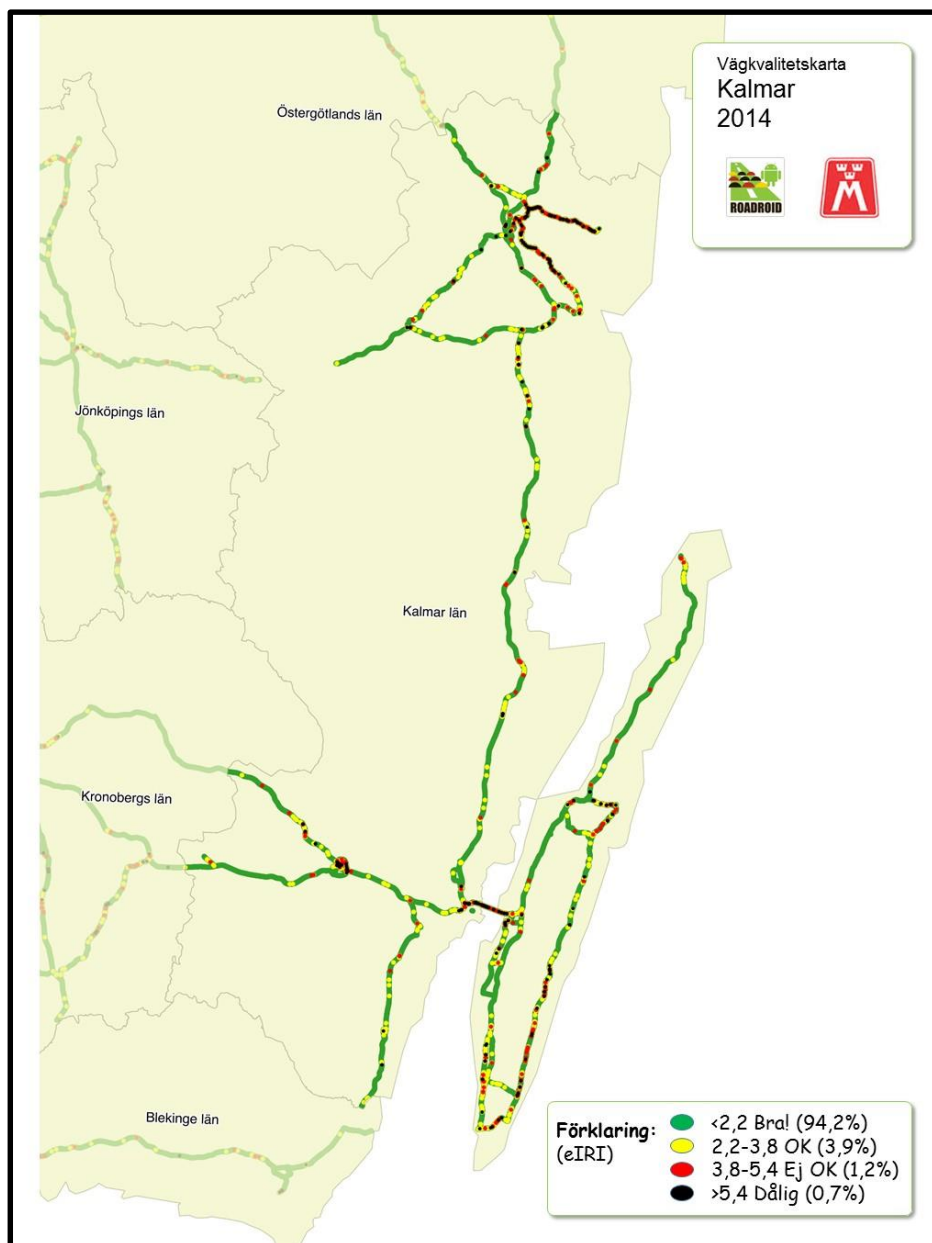 Vägkvalitetskarta
Kalmar
2014
ROADROID
M
Östergötlands län
Jönköpings län
Kalmar län
Kronobergs län
Blekinge län
Förklaring:
(eIRI)
<2,2 Bra! (94,2%)
2,2-3,8 OK (3,9%)
3,8-5,4 Ej OK (1,2%)
>5,4 Dålig (0,7%)